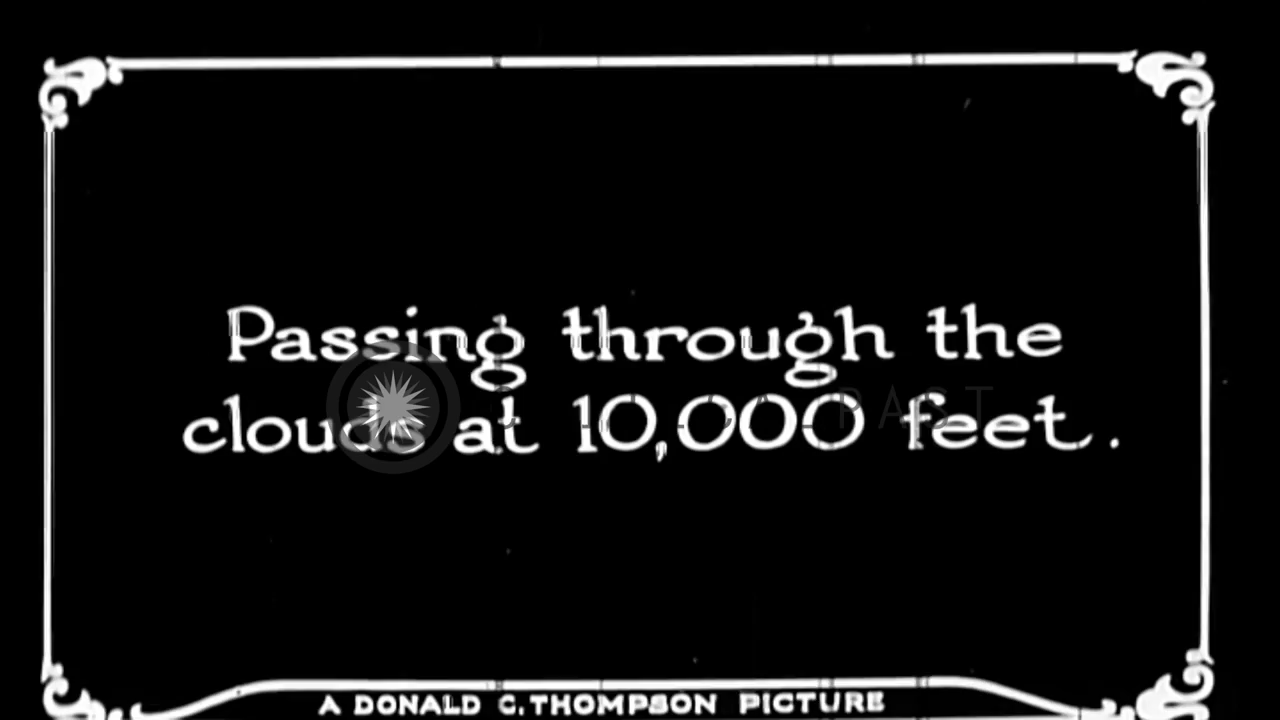 Passing through the
clouds at 10,000 feet.
A DONALD C. THOMPSON PICTURE